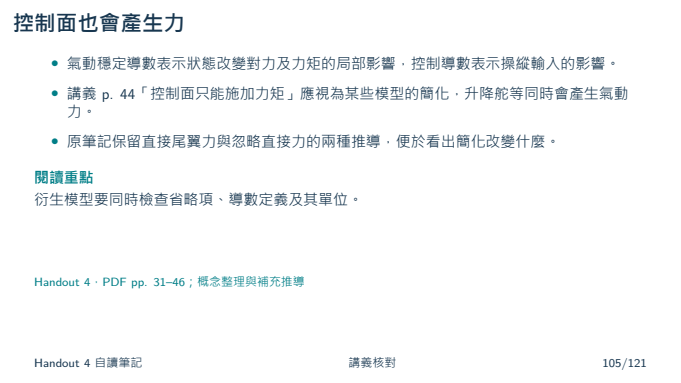 控制面也會產生力
• 氣動穩定導數表示狀態改變對力及力矩的局部影響，控制導數表示操縱輸入的影響。
• 講義 p. 44「控制面只能施加力矩」應視為某些模型的簡化，升降舵等同時會產生氣動
力。
• 原筆記保留直接尾翼力與忽略直接力的兩種推導，便於看出簡化改變什麼。
閱讀重點
衍生模型要同時檢查省略項、導數定義及其單位。
Handout 4 · PDF pp. 31–46；概念整理與補充推導
Handout 4 自讀筆記 講義核對 105/121